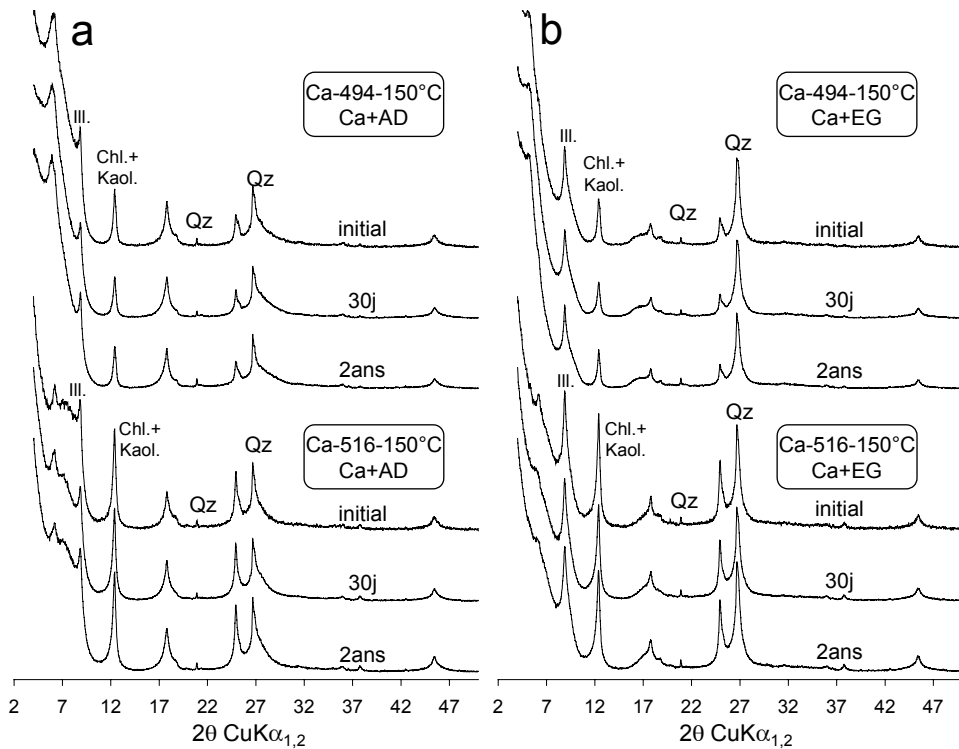 a
Ca-494-150°C
Ca+AD
Ill.
Chl.+
Kaol.
Qz
Qz
initial
30j
2ans
Ill.
Chl.+
Kaol.
Qz
Qz
Ca-516-150°C
Ca+AD
initial
30j
2ans
2 7 12 17 22 27 32 37 42 47
2θ CuKα1,2
b
Ca-494-150°C
Ca+EG
Ill.
Chl.+
Kaol.
Qz
Qz
initial
30j
2ans
Ill.
Chl.+
Kaol.
Qz
Qz
Ca-516-150°C
Ca+EG
initial
30j
2ans
2 7 12 17 22 27 32 37 42 47
2θ CuKα1,2